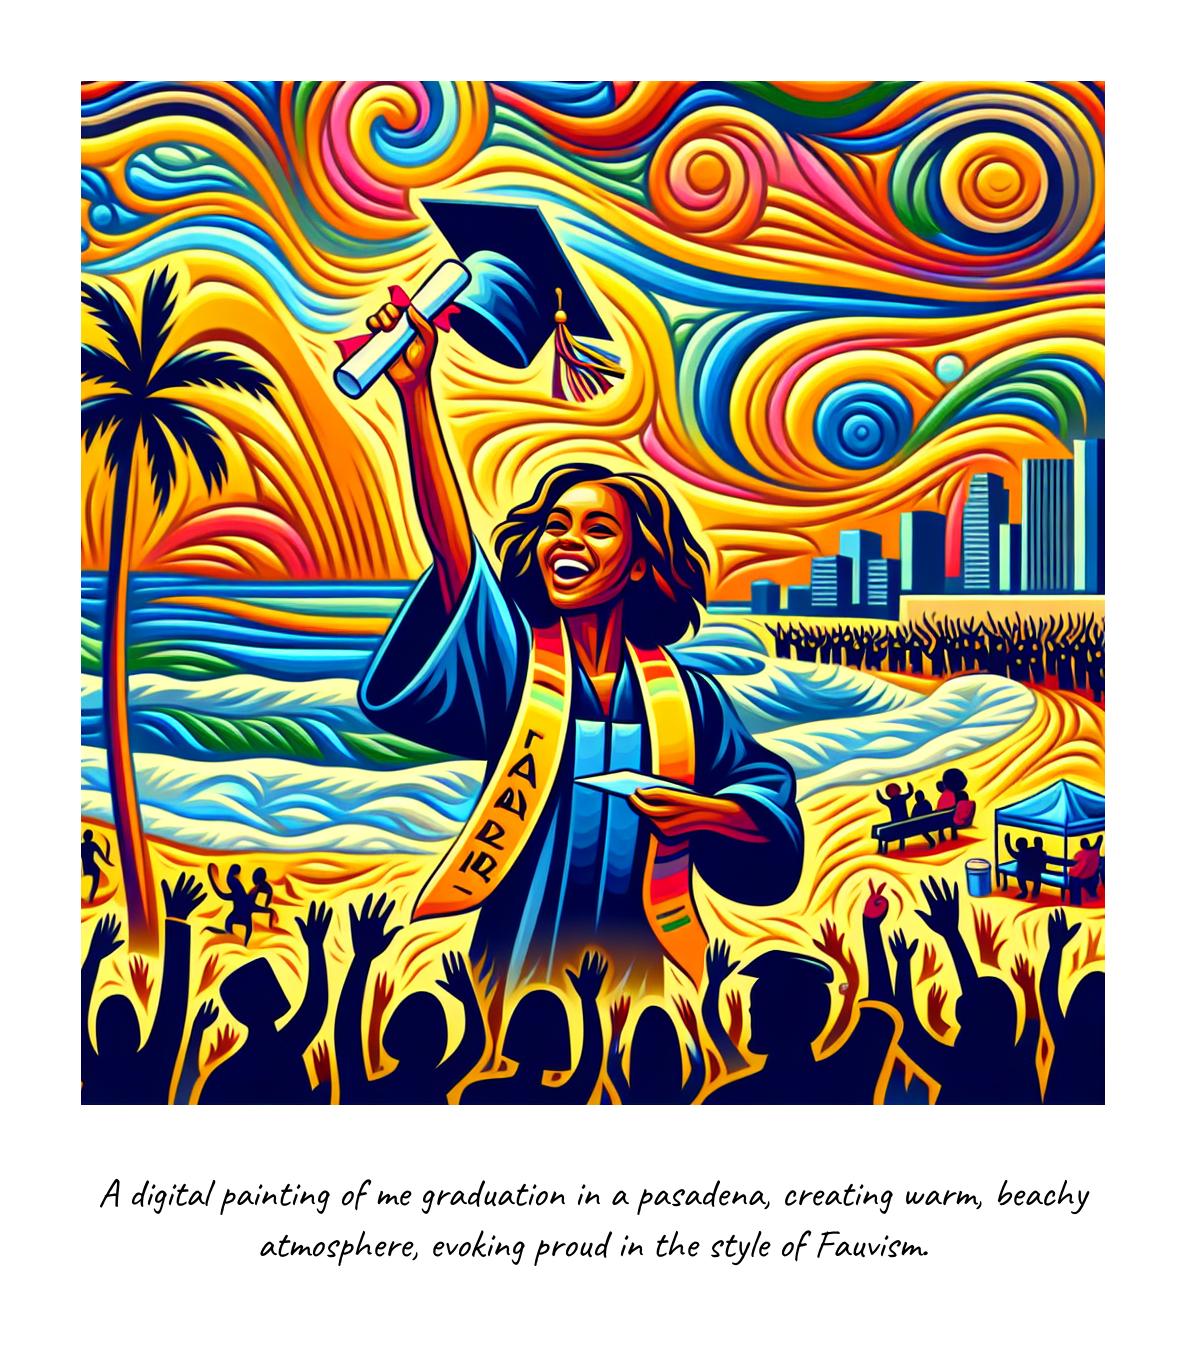 A digital painting of me graduation in a pasadena, creating warm, beachy
atmosphere, evoking proud in the style of Fauvism.